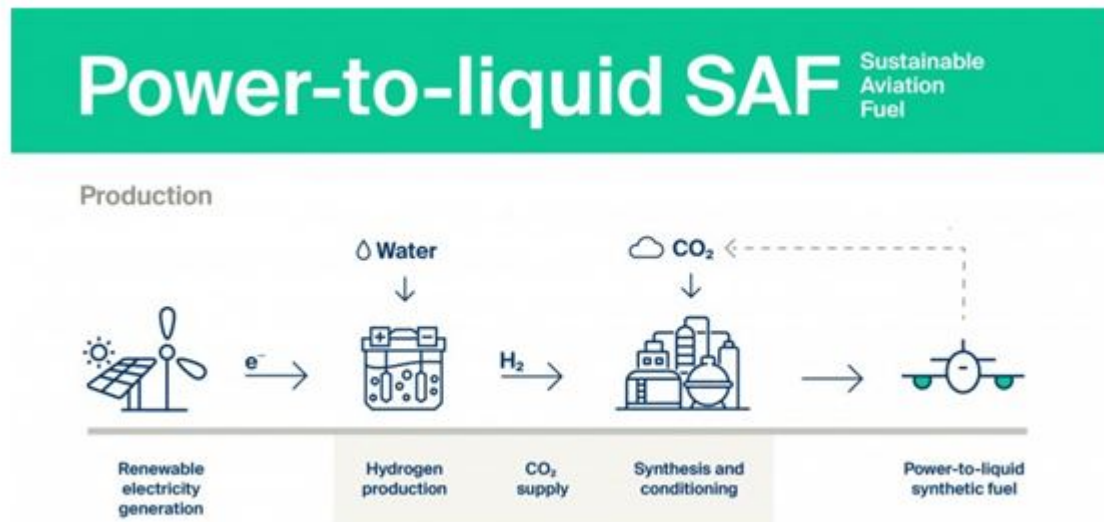 Power-to-liquid SAF
Sustainable
Aviation
Fuel
Production
Water
CO₂
e⁻
+ −
H₂
Renewable
electricity
generation
Hydrogen
production
CO₂
supply
Synthesis and
conditioning
Power-to-liquid
synthetic fuel